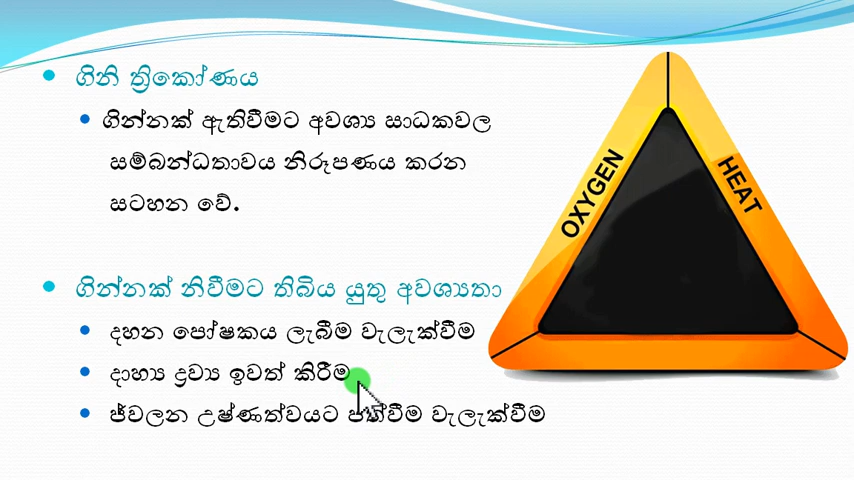 ගිනි ත්‍රිකෝණය
ගින්නක් ඇතිවීමට අවශ්‍ය සාධකවල
සම්බන්ධතාවය නිරූපණය කරන
සටහන වේ.
ගින්නක් නිවීමට තිබිය යුතු අවශ්‍යතා
දහන පෝෂකය ලැබීම වැලැක්වීම
දාහ්‍ය ද්‍රව්‍ය ඉවත් කිරීම
ජ්වලන උෂ්ණත්වයට පත්වීම වැලැක්වීම
OXYGEN
HEAT